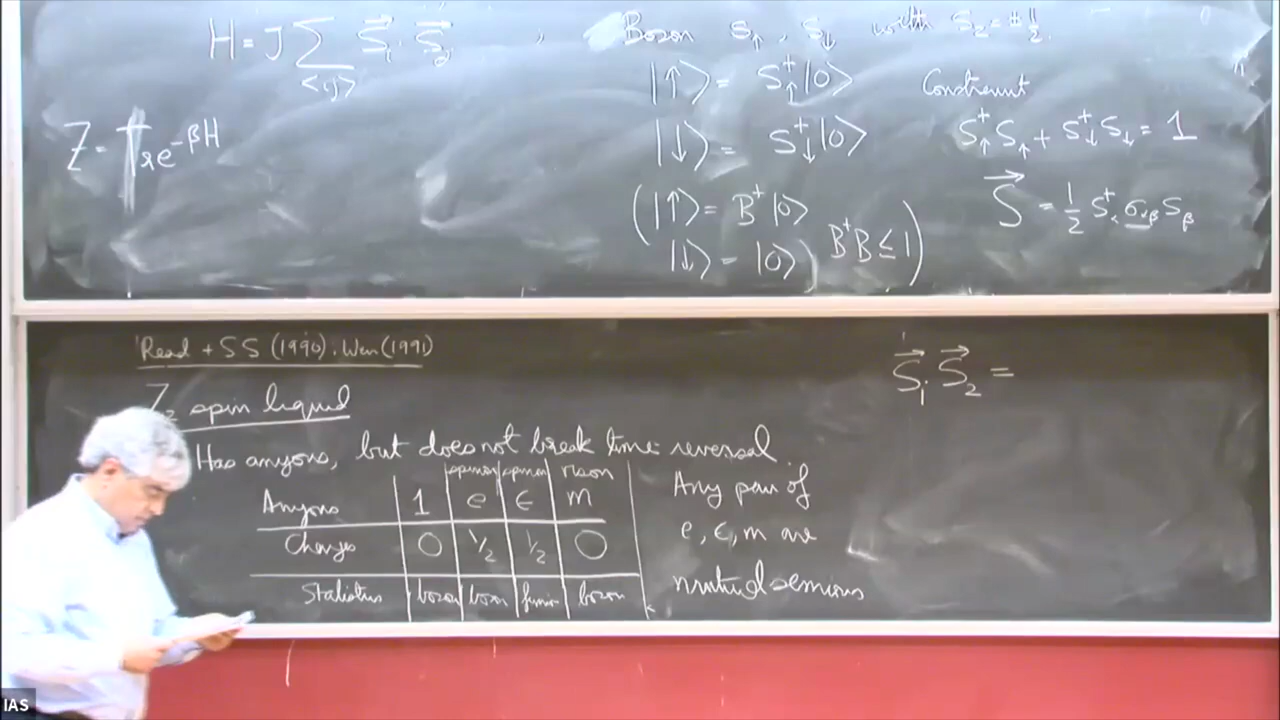 H = J ∑ S⃗ᵢ · S⃗ⱼ , Boson S↑, S↓ with S_z = ±½.
<ij>
|↑> = S↑⁺ |0> Constraint
Z = Tr e^{-βH}
|↓> = S↓⁺ |0> S↑⁺S↑ + S↓⁺S↓ = 1
(|↑> = B⁺ |0>
S⃗ = ½ S_α⁺ σ_αβ S_β
|↓> = |0>) B⁺B ≤ 1)
Read + SS (1990), Wen (1991)
Z₂ spin liquid
Has anyons, but does not break time-reversal.
spinon spinon vison
Anyons 1 e ϵ m
Charges 0 1/2 1/2 0
Statistics boson boson fermion boson
Any pair of
e, ϵ, m are
mutual semions
S⃗₁ · S⃗₂ =
IAS